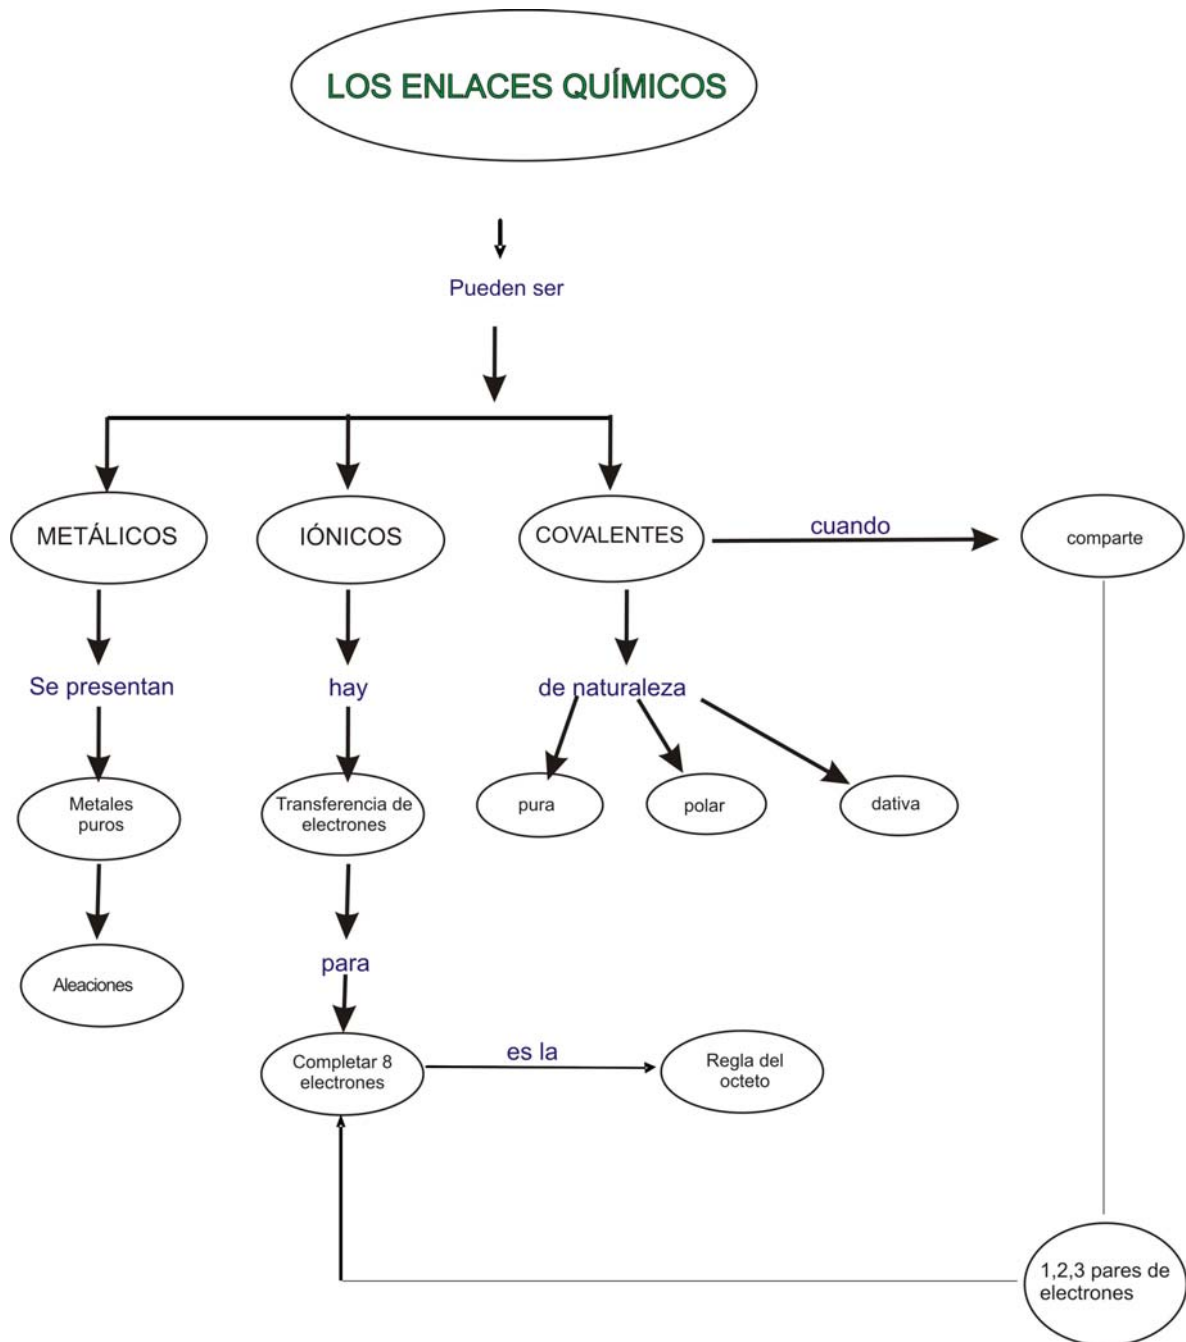 LOS ENLACES QUÍMICOS
Pueden ser
METÁLICOS
IÓNICOS
COVALENTES
cuando
comparte
Se presentan
hay
de naturaleza
Metales
puros
Transferencia de
electrones
pura
polar
dativa
Aleaciones
para
Completar 8
electrones
es la
Regla del
octeto
1,2,3 pares de
electrones